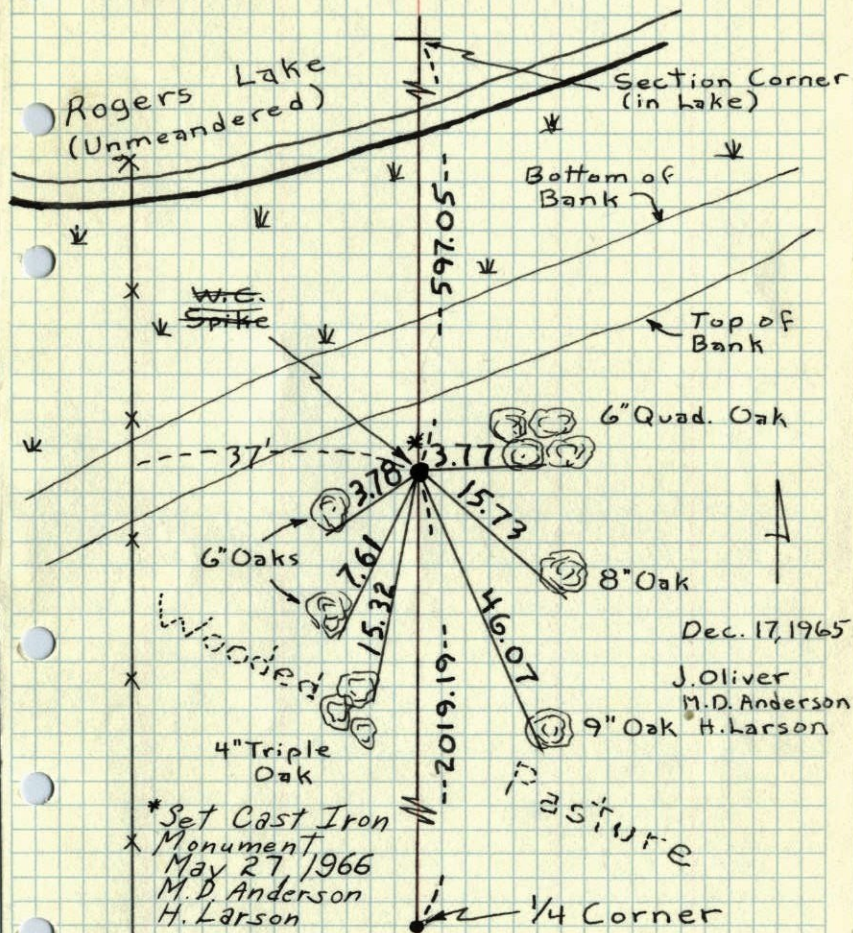 Rogers Lake
(Unmeandered)
Section Corner
(in Lake)
Bottom of
Bank
597.05
W.C.
Spike
Top of
Bank
6" Quad. Oak
37'
*
3.77
3.78
15.73
6" Oaks
7.61
8" Oak
15.32
46.07
Wooded
Dec. 17, 1965
J. Oliver
M.D. Anderson
H. Larson
2019.19
9" Oak
4" Triple
Oak
Pasture
*Set Cast Iron
Monument
May 27 1966
M.D. Anderson
H. Larson
1/4 Corner